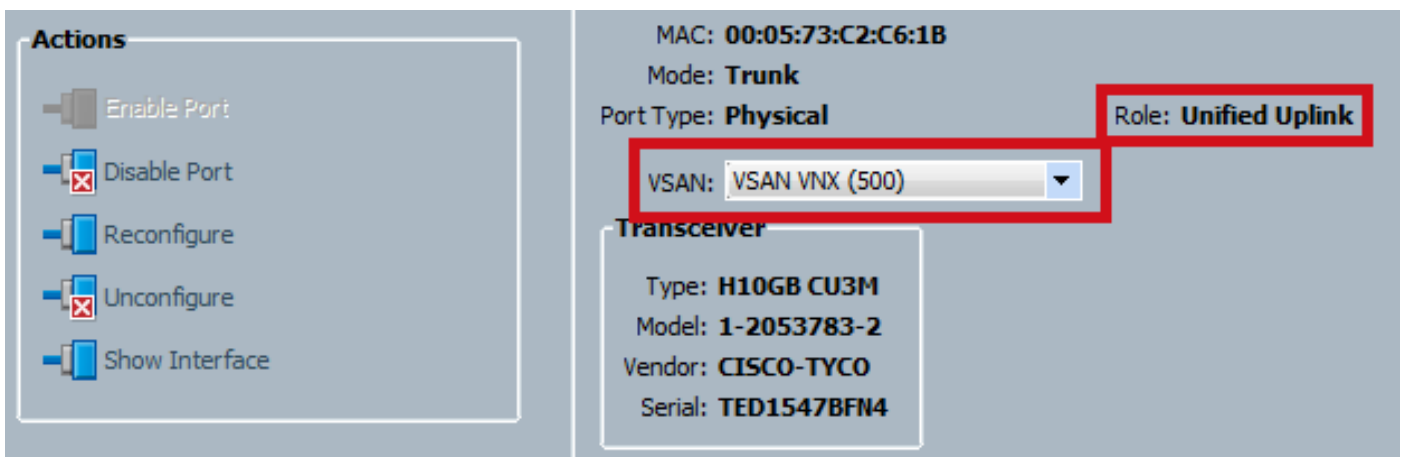 Actions
Enable Port
Disable Port
Reconfigure
Unconfigure
Show Interface
MAC: 00:05:73:C2:C6:1B
Mode: Trunk
Port Type: Physical
Role: Unified Uplink
VSAN: VSAN VNX (500)
Transceiver
Type: H10GB CU3M
Model: 1-2053783-2
Vendor: CISCO-TYCO
Serial: TED1547BFN4